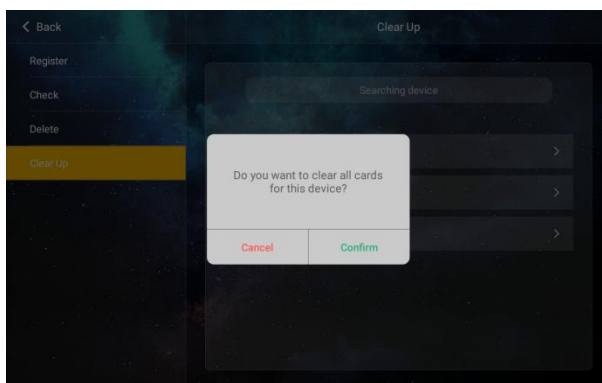 Back
Clear Up
Register
Check
Delete
Clear Up
Searching device
Do you want to clear all cards
for this device?
Cancel
Confirm